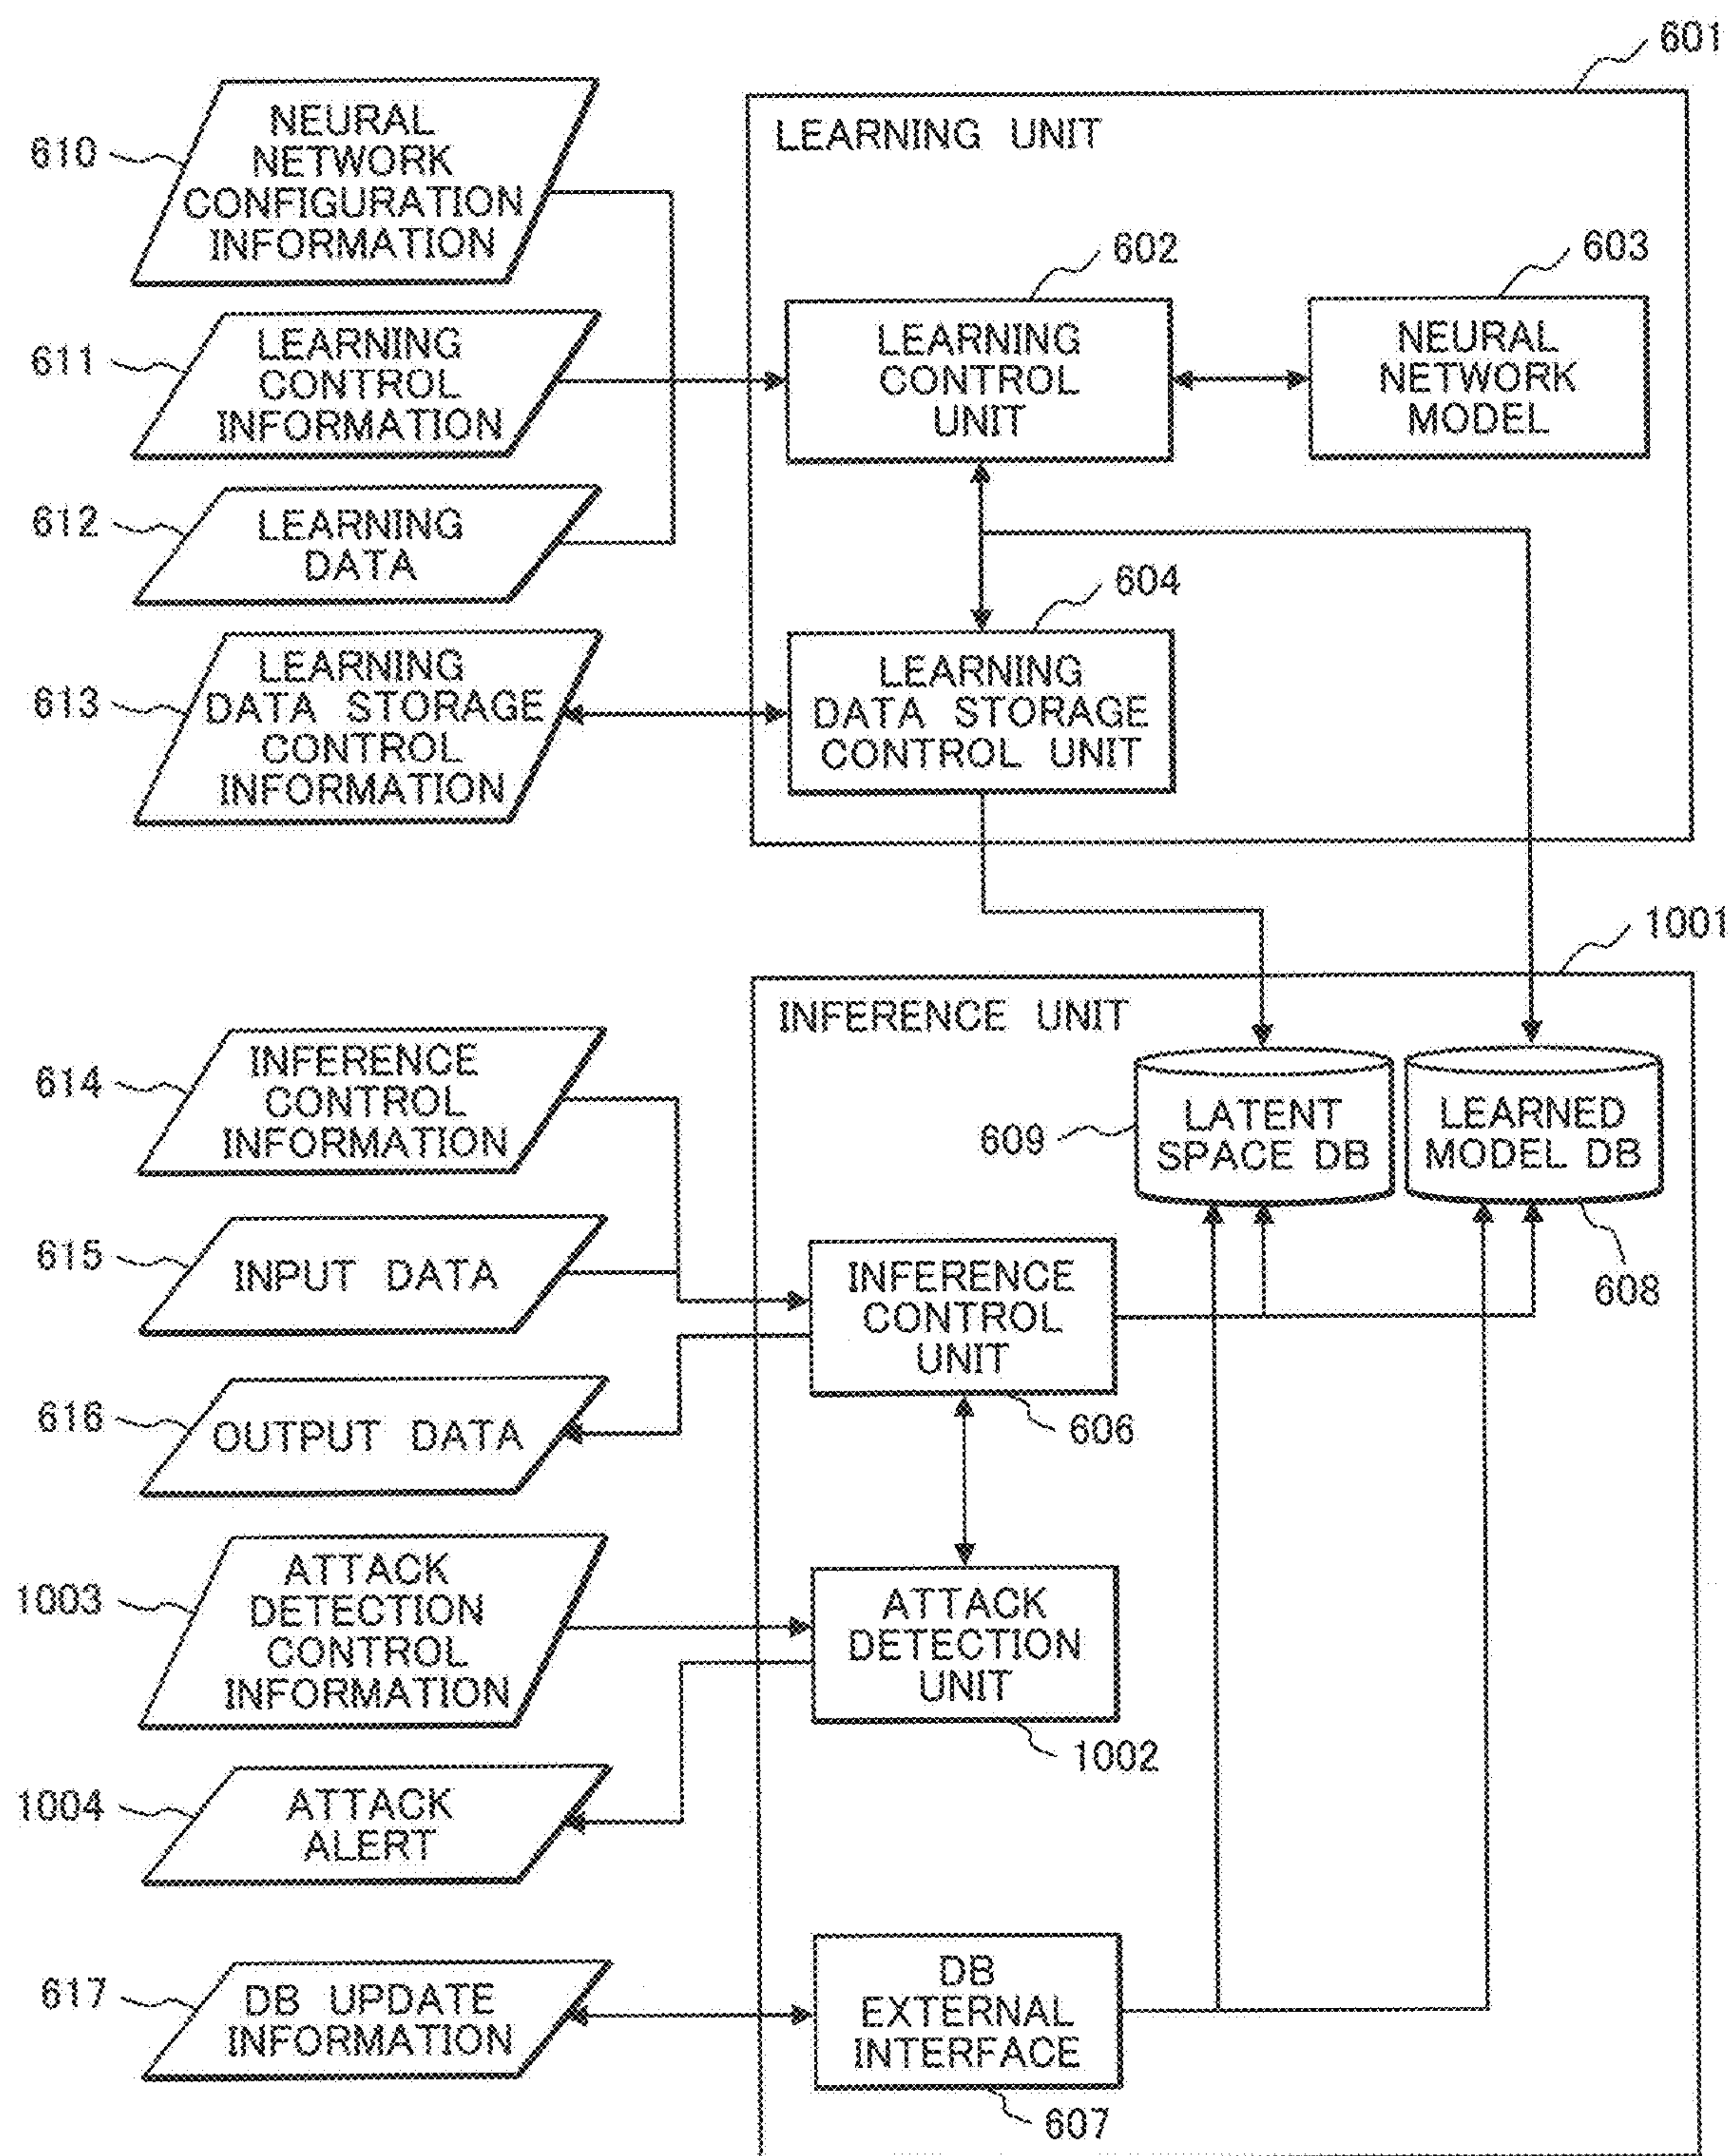 601
NEURAL
NETWORK
CONFIGURATION
INFORMATION
610
LEARNING UNIT
602
603
LEARNING
CONTROL
INFORMATION
611
LEARNING
CONTROL
UNIT
NEURAL
NETWORK
MODEL
612
LEARNING
DATA
604
613
LEARNING
DATA STORAGE
CONTROL
INFORMATION
LEARNING
DATA STORAGE
CONTROL UNIT
1001
INFERENCE UNIT
614
INFERENCE
CONTROL
INFORMATION
609
LATENT
SPACE DB
LEARNED
MODEL DB
608
615
INPUT DATA
INFERENCE
CONTROL
UNIT
606
616
OUTPUT DATA
1003
ATTACK
DETECTION
CONTROL
INFORMATION
ATTACK
DETECTION
UNIT
1002
1004
ATTACK
ALERT
617
DB UPDATE
INFORMATION
DB
EXTERNAL
INTERFACE
607